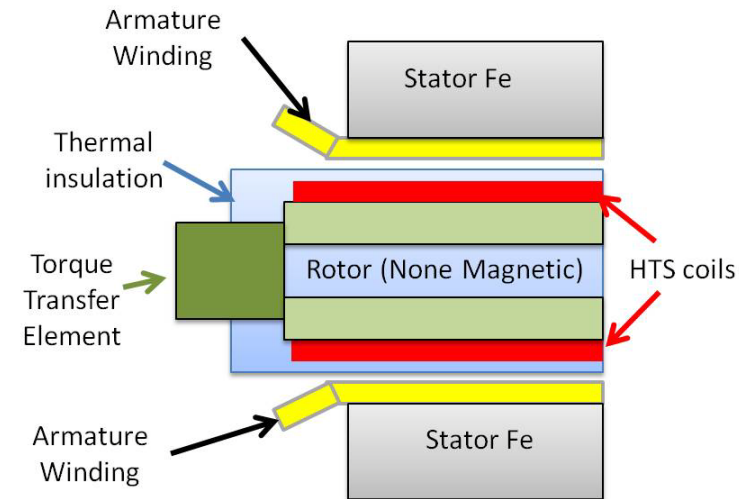 Armature
Winding
Stator Fe
Thermal
insulation
Rotor (None Magnetic)
HTS coils
Torque
Transfer
Element
Armature
Winding
Stator Fe